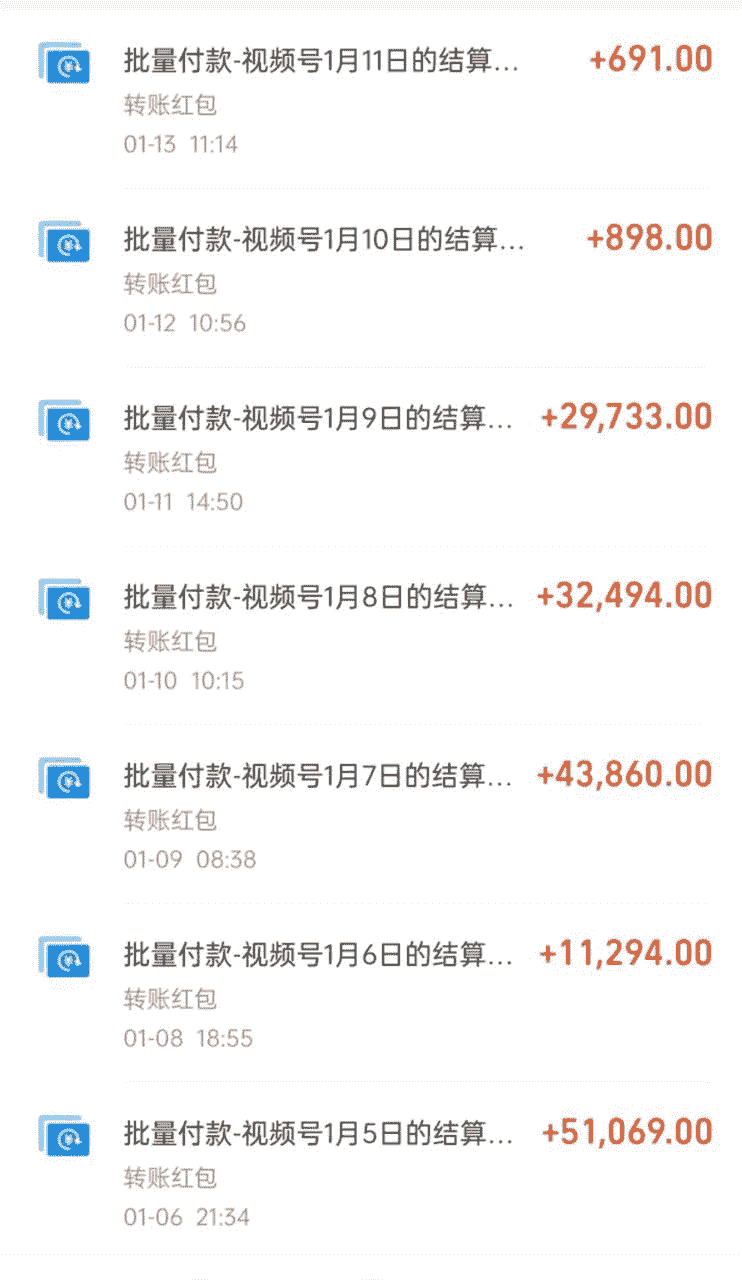 批量付款-视频号1月11日的结算... +691.00
转账红包
01-13 11:14
批量付款-视频号1月10日的结算... +898.00
转账红包
01-12 10:56
批量付款-视频号1月9日的结算... +29,733.00
转账红包
01-11 14:50
批量付款-视频号1月8日的结算... +32,494.00
转账红包
01-10 10:15
批量付款-视频号1月7日的结算... +43,860.00
转账红包
01-09 08:38
批量付款-视频号1月6日的结算... +11,294.00
转账红包
01-08 18:55
批量付款-视频号1月5日的结算... +51,069.00
转账红包
01-06 21:34